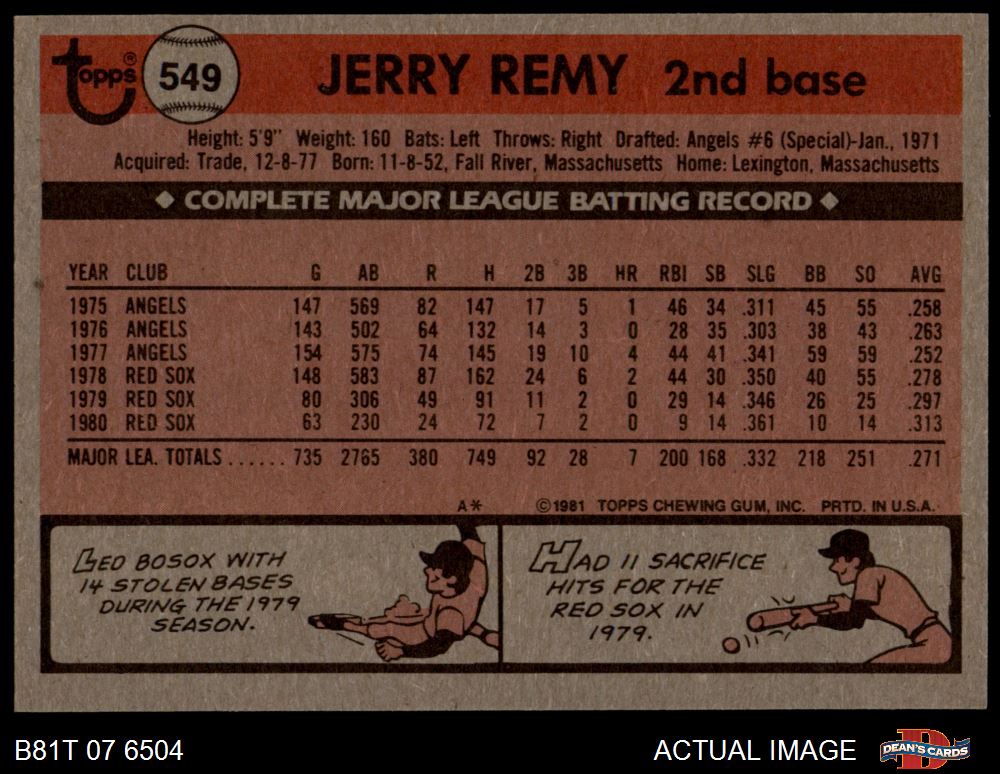 Topps® 549 JERRY REMY 2nd base
Height: 5'9" Weight: 160 Bats: Left Throws: Right Drafted: Angels #6 (Special)-Jan., 1971
Acquired: Trade, 12-8-77 Born: 11-8-52, Fall River, Massachusetts Home: Lexington, Massachusetts
◆ COMPLETE MAJOR LEAGUE BATTING RECORD ◆
YEAR CLUB G AB R H 2B 3B HR RBI SB SLG BB SO AVG
1975 ANGELS 147 569 82 147 17 5 1 46 34 .311 45 55 .258
1976 ANGELS 143 502 64 132 14 3 0 28 35 .303 38 43 .263
1977 ANGELS 154 575 74 145 19 10 4 44 41 .341 59 59 .252
1978 RED SOX 148 583 87 162 24 6 2 44 30 .350 40 55 .278
1979 RED SOX 80 306 49 91 11 2 0 29 14 .346 26 25 .297
1980 RED SOX 63 230 24 72 7 2 0 9 14 .361 10 14 .313
MAJOR LEA. TOTALS ...... 735 2765 380 749 92 28 7 200 168 .332 218 251 .271
A* ©1981 TOPPS CHEWING GUM, INC. PRTD. IN U.S.A.
LED BOSOX WITH
14 STOLEN BASES
DURING THE 1979
SEASON.
HAD 11 SACRIFICE
HITS FOR THE
RED SOX IN
1979.
B81T 07 6504 ACTUAL IMAGE DEAN'S CARDS